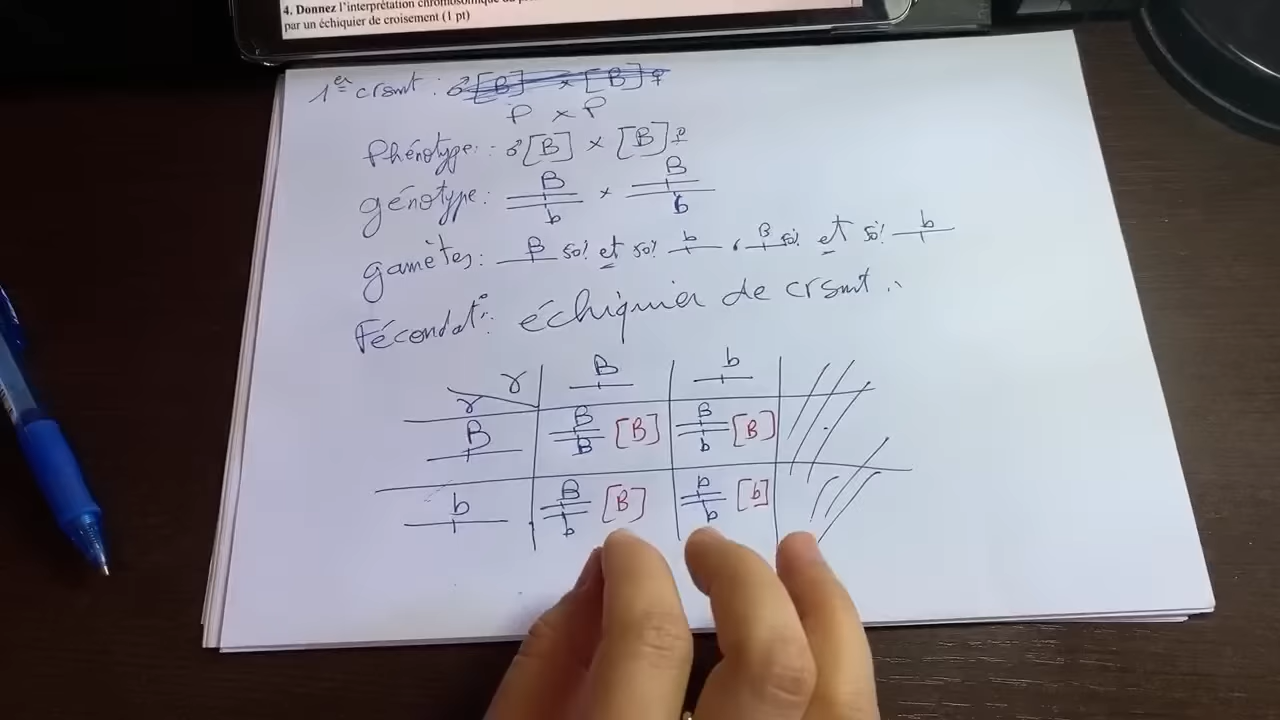 4. Donnez l'interprétation chromosomique du
par un échiquier de croisement (1 pt)
1er crsmt : ♂[B] × [B]♀
P × P
Phénotype : ♂[B] × [B]♀
génotype : B B
b × b
gamètes : B 50% et 50% b , B 50% et 50% b
Fécondat° : échiquier de crsmt :
γ B b
γ
B B [B] B [B]
B b
b B [B] b [b]
b b